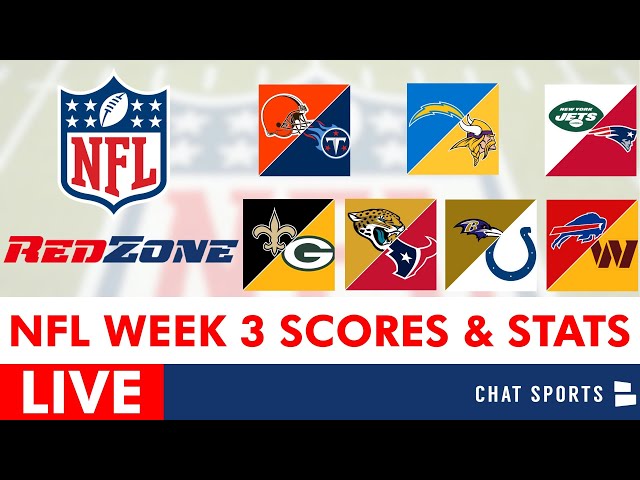 NFL
REDZONE
NEW YORK
JETS
G
T
NFL WEEK 3 SCORES & STATS
LIVE
CHAT SPORTS